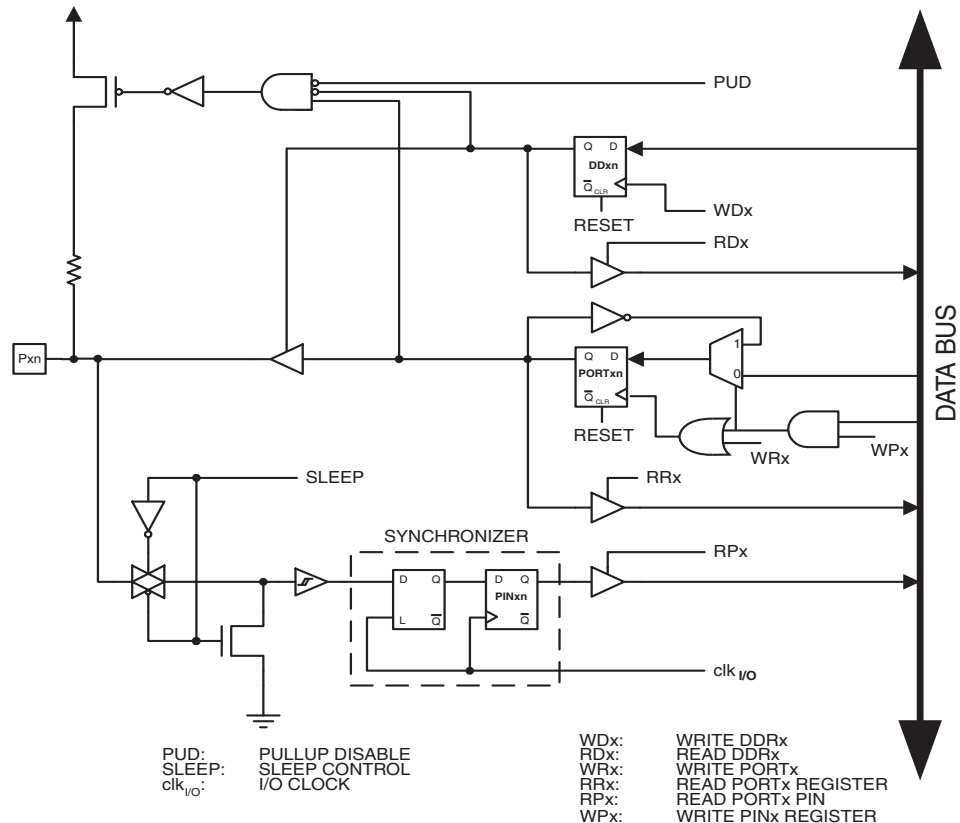 PUD
Q D
DDxn
Q CLR
WDx
RESET
RDx
Pxn
1
Q D
PORTxn
0
Q CLR
RESET
WRx
WPx
DATA BUS
SLEEP
RRx
SYNCHRONIZER
RPx
D Q
D Q
PINxn
L Q
Q
clk I/O
PUD: PULLUP DISABLE
SLEEP: SLEEP CONTROL
clkI/O: I/O CLOCK
WDx: WRITE DDRx
RDx: READ DDRx
WRx: WRITE PORTx
RRx: READ PORTx REGISTER
RPx: READ PORTx PIN
WPx: WRITE PINx REGISTER